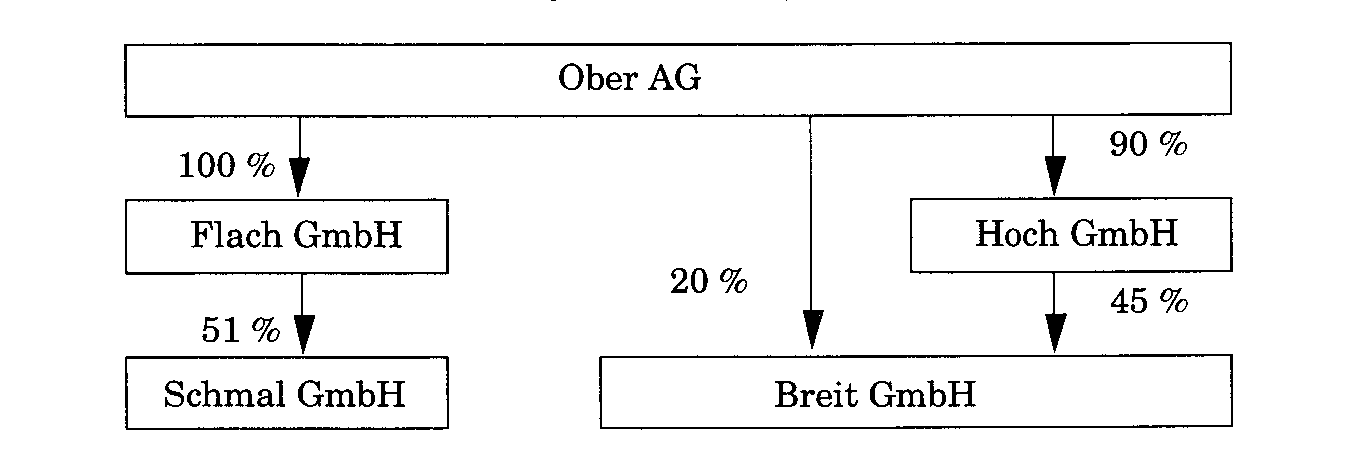 Ober AG
100 %
90 %
Flach GmbH
Hoch GmbH
20 %
51 %
45 %
Schmal GmbH
Breit GmbH